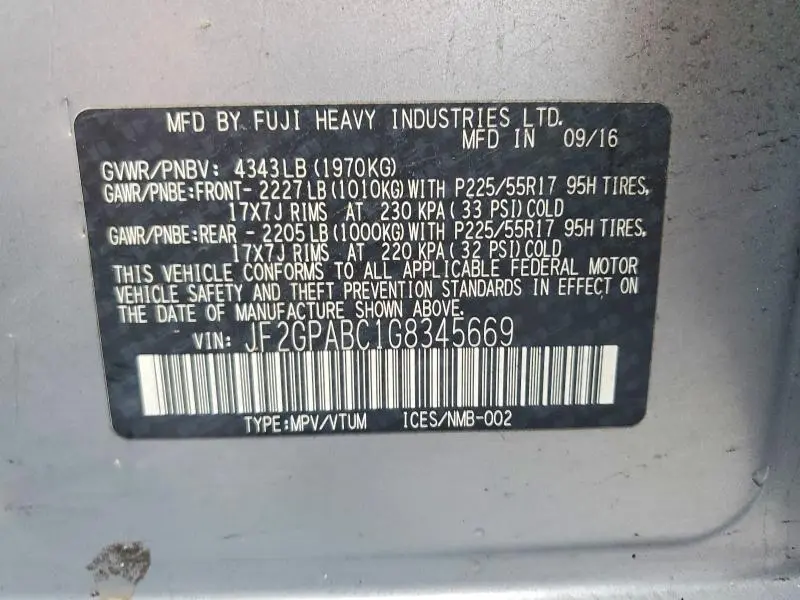 MFD BY FUJI HEAVY INDUSTRIES LTD.
MFD IN 09/16
GVWR/PNBV: 4343LB (1970KG)
GAWR/PNBE:FRONT- 2227LB (1010KG) WITH P225/55R17 95H TIRES,
17X7J RIMS AT 230 KPA( 33 PSI) COLD
GAWR/PNBE:REAR - 2205LB (1000KG) WITH P225/55R17 95H TIRES,
17X7J RIMS AT 220 KPA( 32 PSI) COLD
THIS VEHICLE CONFORMS TO ALL APPLICABLE FEDERAL MOTOR
VEHICLE SAFETY AND THEFT PREVENTION STANDARDS IN EFFECT ON
THE DATE OF MANUFACTURE SHOWN ABOVE.
VIN: JF2GPABC1G8345669
TYPE:MPV/VTUM ICES/NMB-002